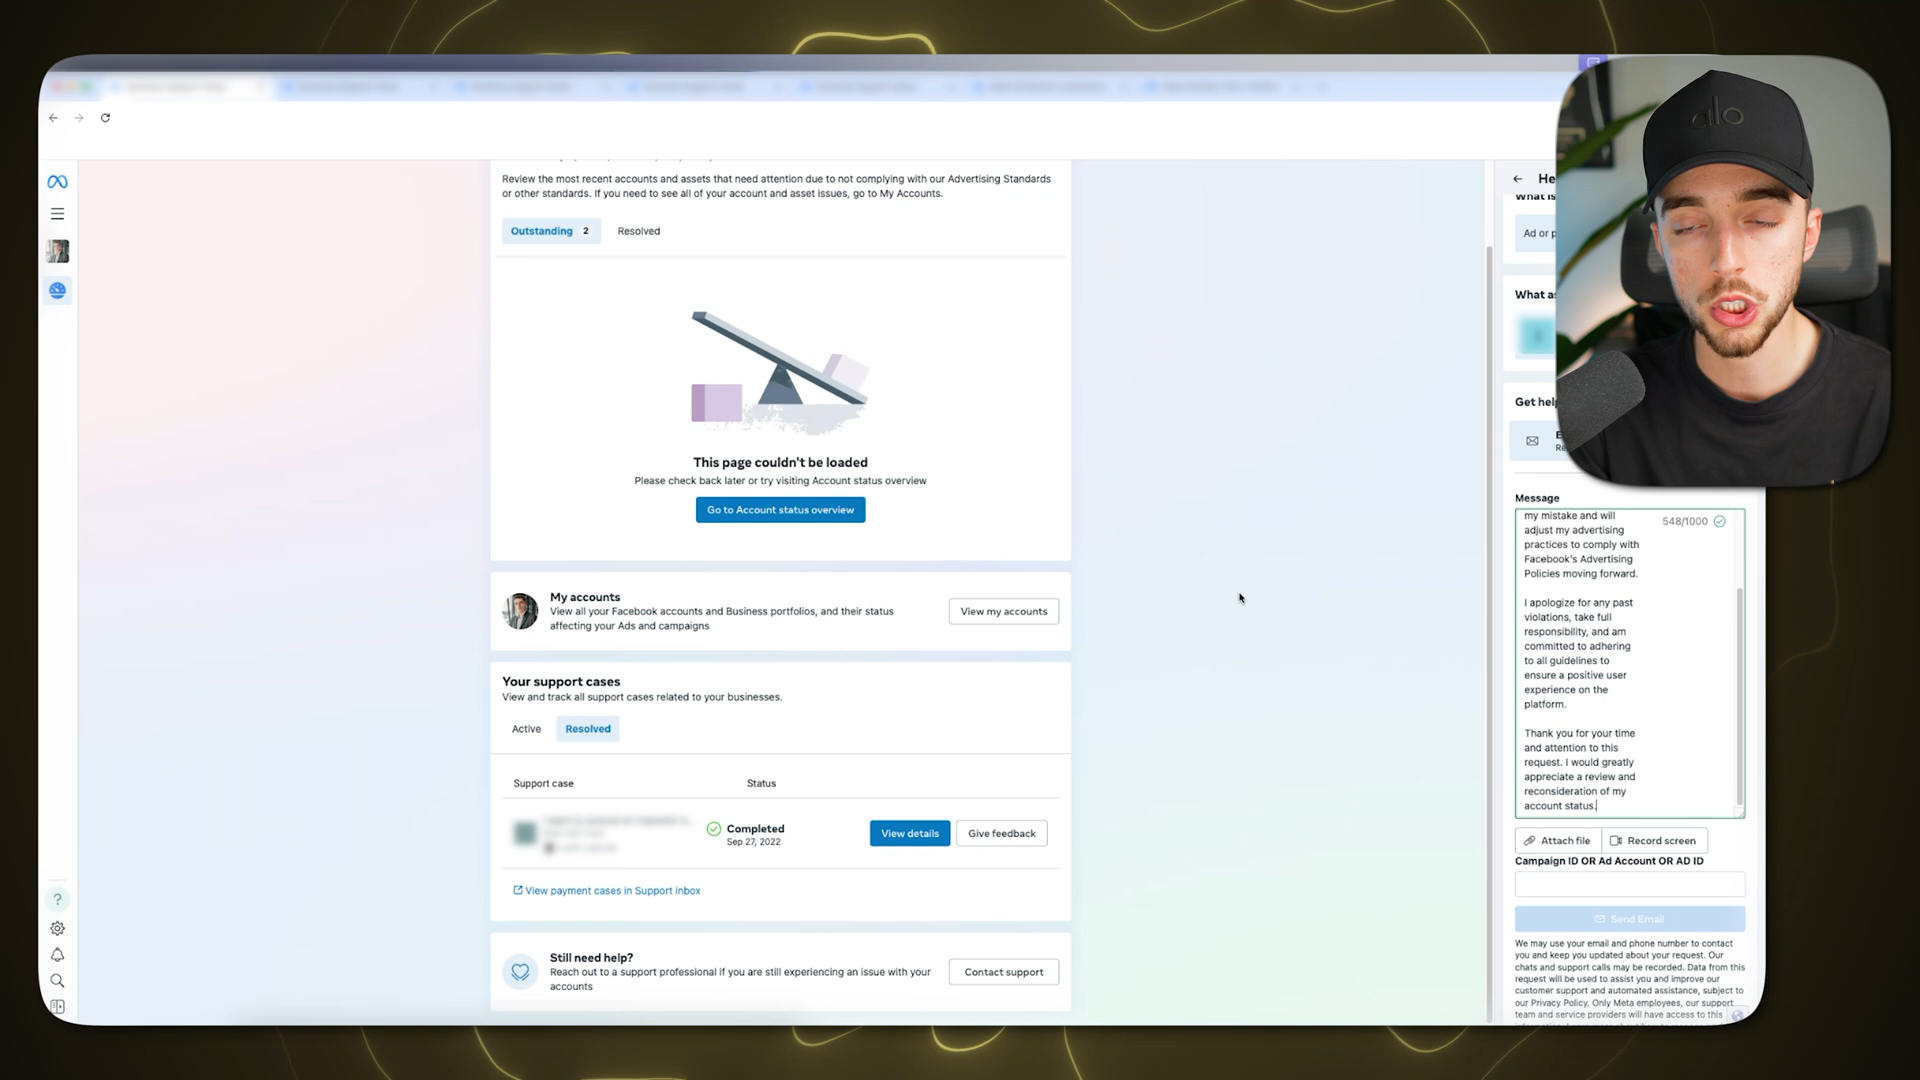 alo
Review the most recent accounts and assets that need attention due to not complying with our Advertising Standards
or other standards. If you need to see all of your account and asset issues, go to My Accounts.
Outstanding 2
Resolved
This page couldn't be loaded
Please check back later or try visiting Account status overview
Go to Account status overview
My accounts
View all your Facebook accounts and Business portfolios, and their status
affecting your Ads and campaigns
View my accounts
Your support cases
View and track all support cases related to your businesses.
Active
Resolved
Support case
Status
Completed
Sep 27, 2022
View details
Give feedback
View payment cases in Support inbox
Still need help?
Reach out to a support professional if you are still experiencing an issue with your
accounts
Contact support
He
What is
Ad or p
What as
Get help
Message
548/1000
my mistake and will
adjust my advertising
practices to comply with
Facebook's Advertising
Policies moving forward.
I apologize for any past
violations, take full
responsibility, and am
committed to adhering
to all guidelines to
ensure a positive user
experience on the
platform.
Thank you for your time
and attention to this
request. I would greatly
appreciate a review and
reconsideration of my
account status.
Attach file
Record screen
Campaign ID OR Ad Account OR AD ID
Send Email
We may use your email and phone number to contact
you and keep you updated about your request. Our
chats and support calls may be recorded. Data from this
request will be used to assist you and improve our
customer support and automated assistance, subject to
our Privacy Policy. Only Meta employees, our support
team and service providers will have access to this